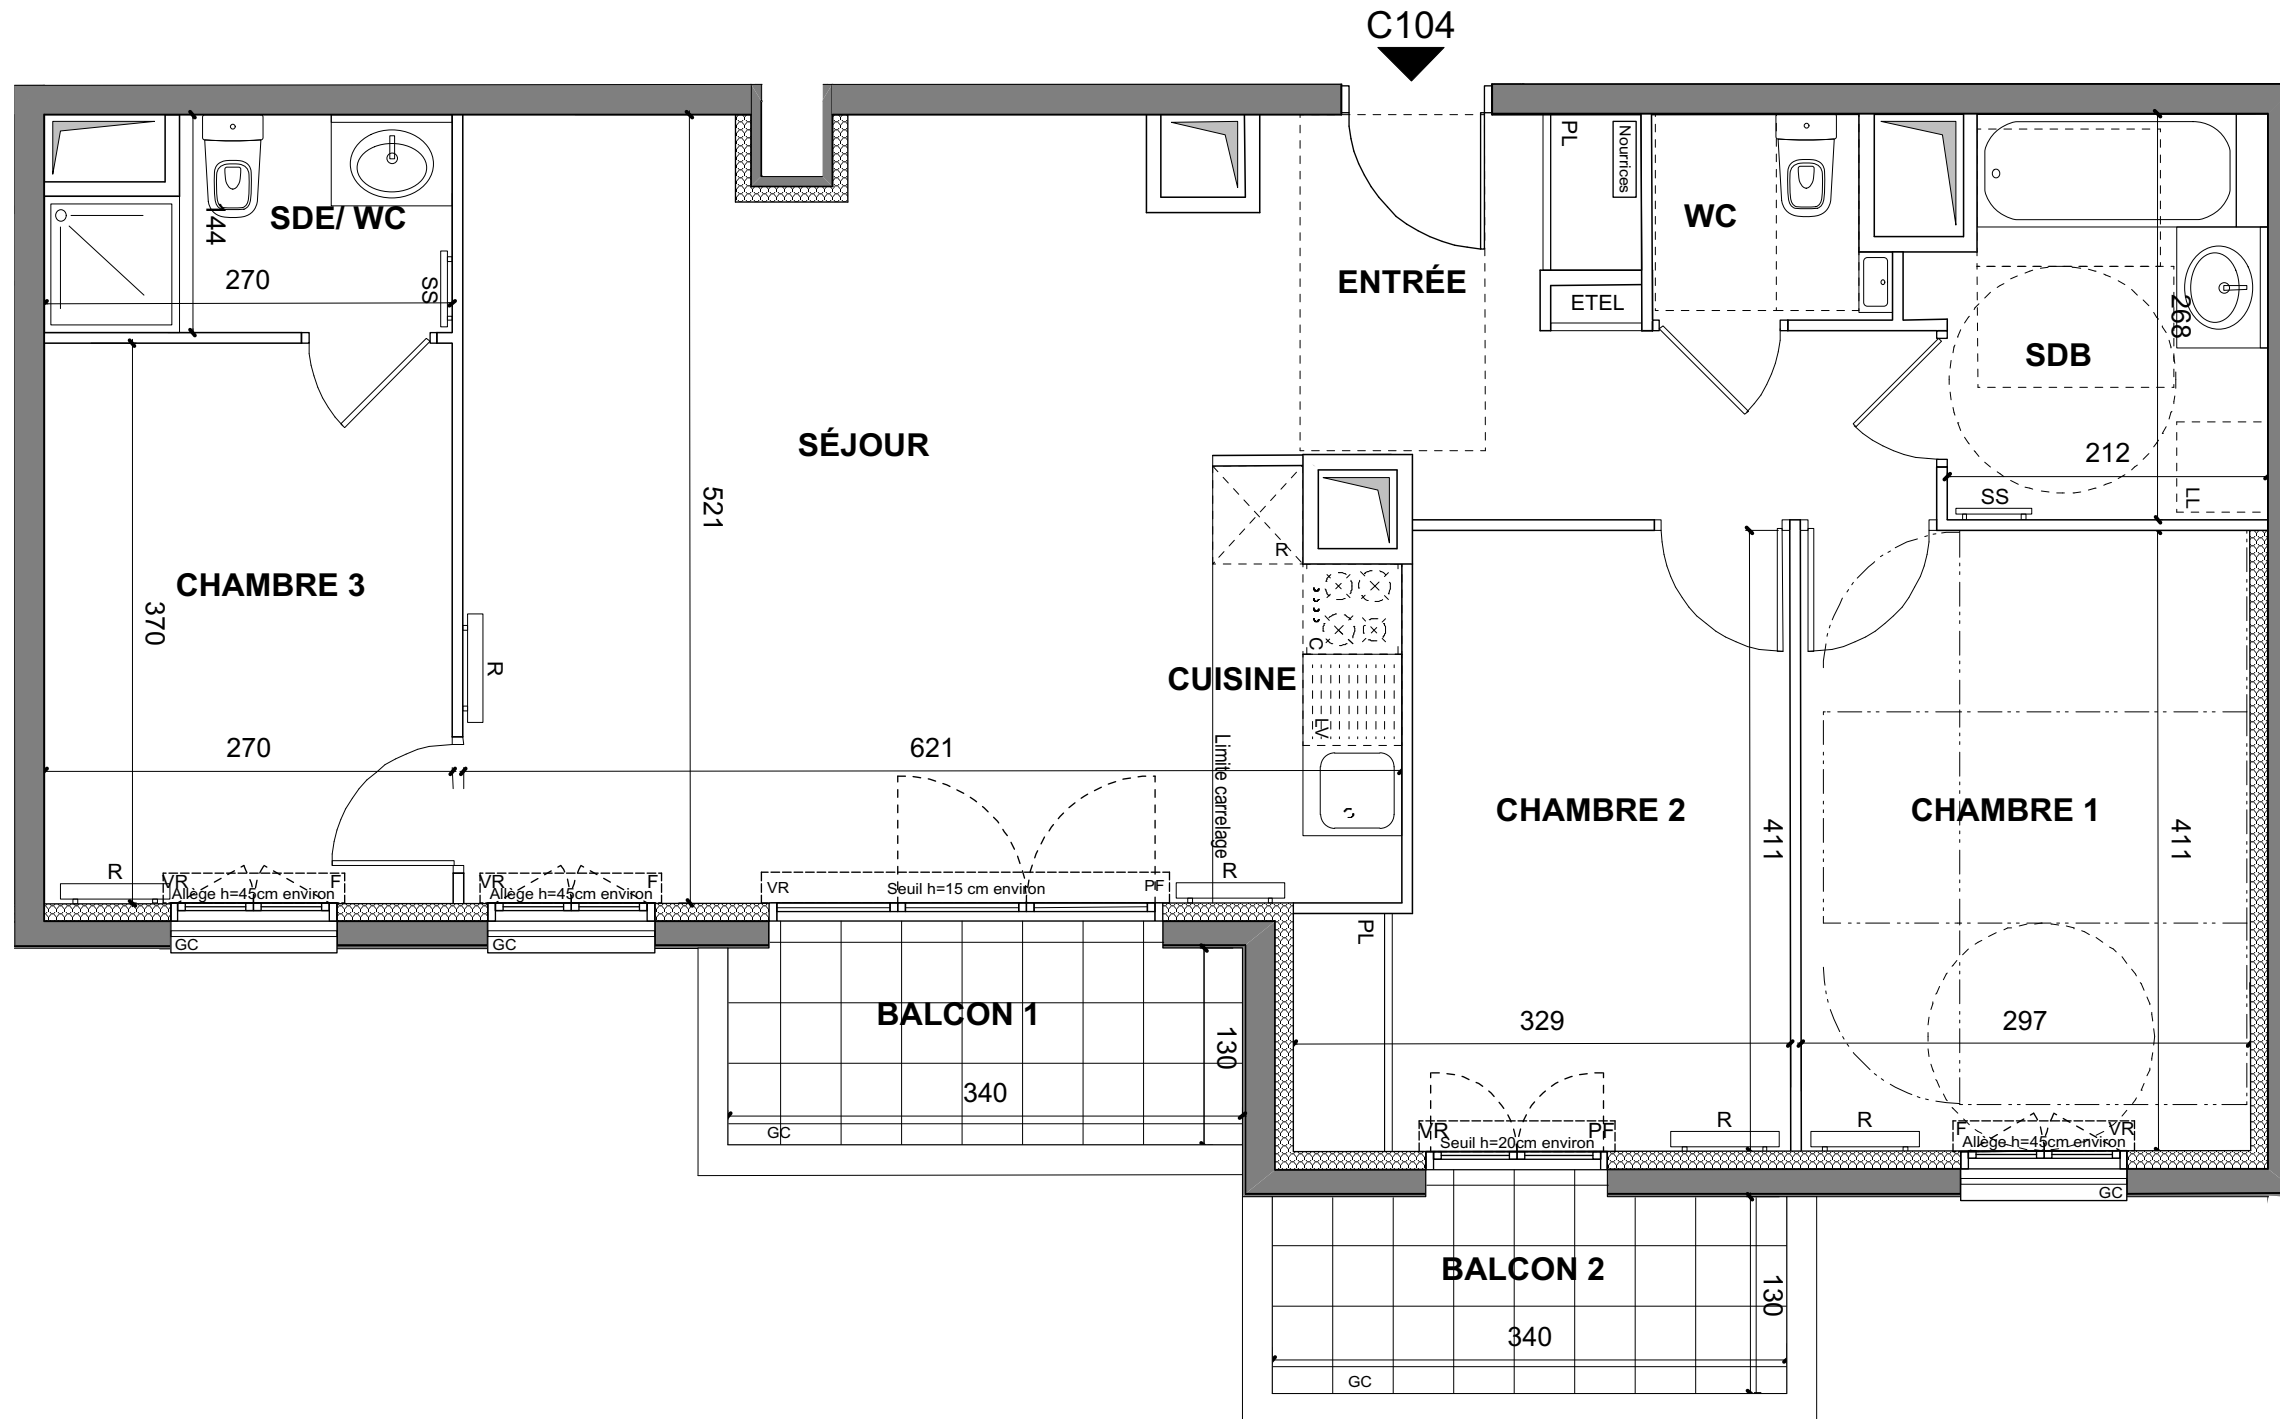 C104
PL
Nourrices
WC
144
SDE/ WC
ENTRÉE
270
SS
ETEL
268
SDB
SÉJOUR
212
521
SS
LL
R
CHAMBRE 3
370
C
R
CUISINE
LV
270
621
Limite carrelage
CHAMBRE 2
411
CHAMBRE 1
411
R
VR
F
Allège h=45cm environ
VR
F
Allège h=45cm environ
VR
Seuil h=15 cm environ
PF
R
GC
GC
PL
BALCON 1
130
329
297
340
GC
VR
PF
Seuil h=20cm environ
R
R
F
VR
Allège h=45cm environ
GC
BALCON 2
130
340
GC